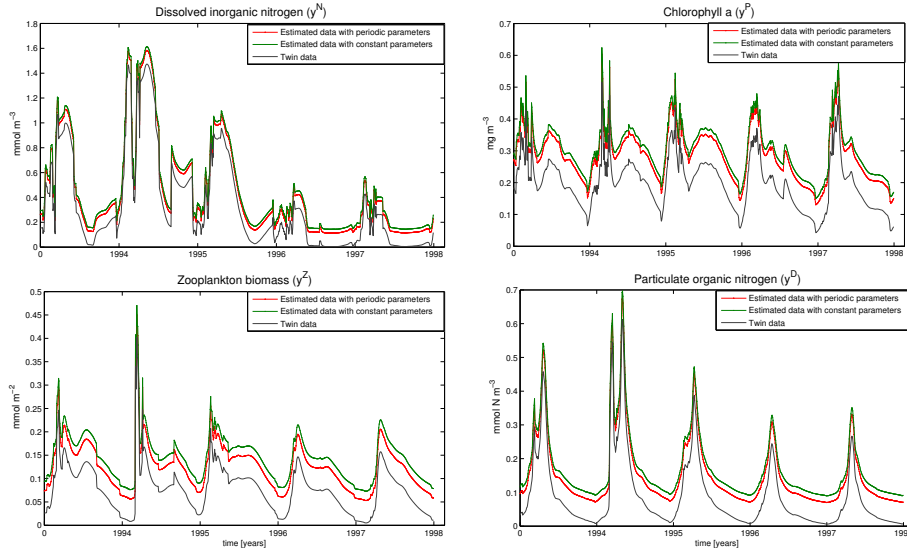 Dissolved inorganic nitrogen (y^N)
1.8
1.6
1.4
1.2
1
0.8
0.6
0.4
0.2
0
mmol m⁻³
Estimated data with periodic parameters
Estimated data with constant parameters
Twin data
0 1994 1995 1996 1997 1998
Chlorophyll a (y^P)
0.7
0.6
0.5
0.4
0.3
0.2
0.1
0
mg m⁻³
Estimated data with periodic parameters
Estimated data with constant parameters
Twin data
0 1994 1995 1996 1997 1998
Zooplankton biomass (y^Z)
0.5
0.45
0.4
0.35
0.3
0.25
0.2
0.15
0.1
0.05
0
mmol m⁻²
Estimated data with periodic parameters
Estimated data with constant parameters
Twin data
0 1994 1995 1996 1997 1998
time [years]
Particulate organic nitrogen (y^D)
0.7
0.6
0.5
0.4
0.3
0.2
0.1
0
mmol N m⁻³
Estimated data with periodic parameters
Estimated data with constant parameters
Twin data
0 1994 1995 1996 1997 199
time [years]